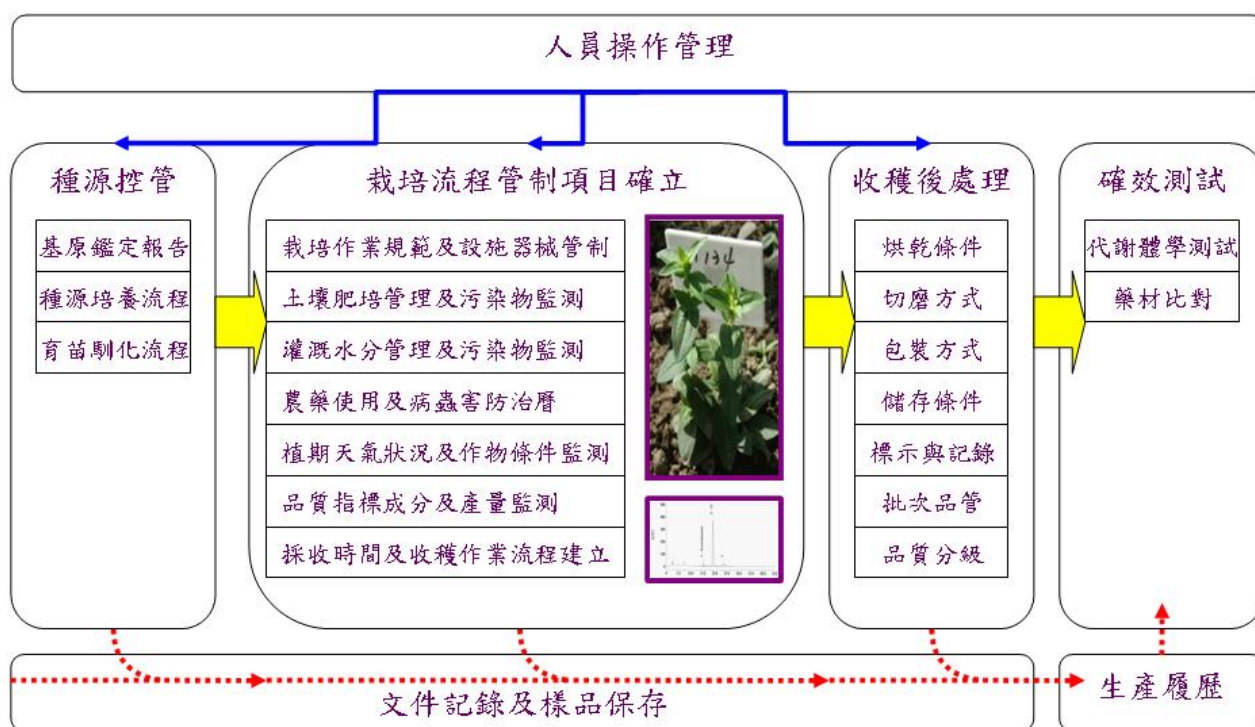 人員操作管理
種源控管
基原鑑定報告
種源培養流程
育苗馴化流程
栽培流程管制項目確立
栽培作業規範及設施器械管制
土壤肥培管理及污染物監測
灌溉水分管理及污染物監測
農藥使用及病蟲害防治曆
植期天氣狀況及作物條件監測
品質指標成分及產量監測
採收時間及收穫作業流程建立
1134
收穫後處理
烘乾條件
切磨方式
包裝方式
儲存條件
標示與記錄
批次品管
品質分級
確效測試
代謝體學測試
藥材比對
文件記錄及樣品保存
生產履歷